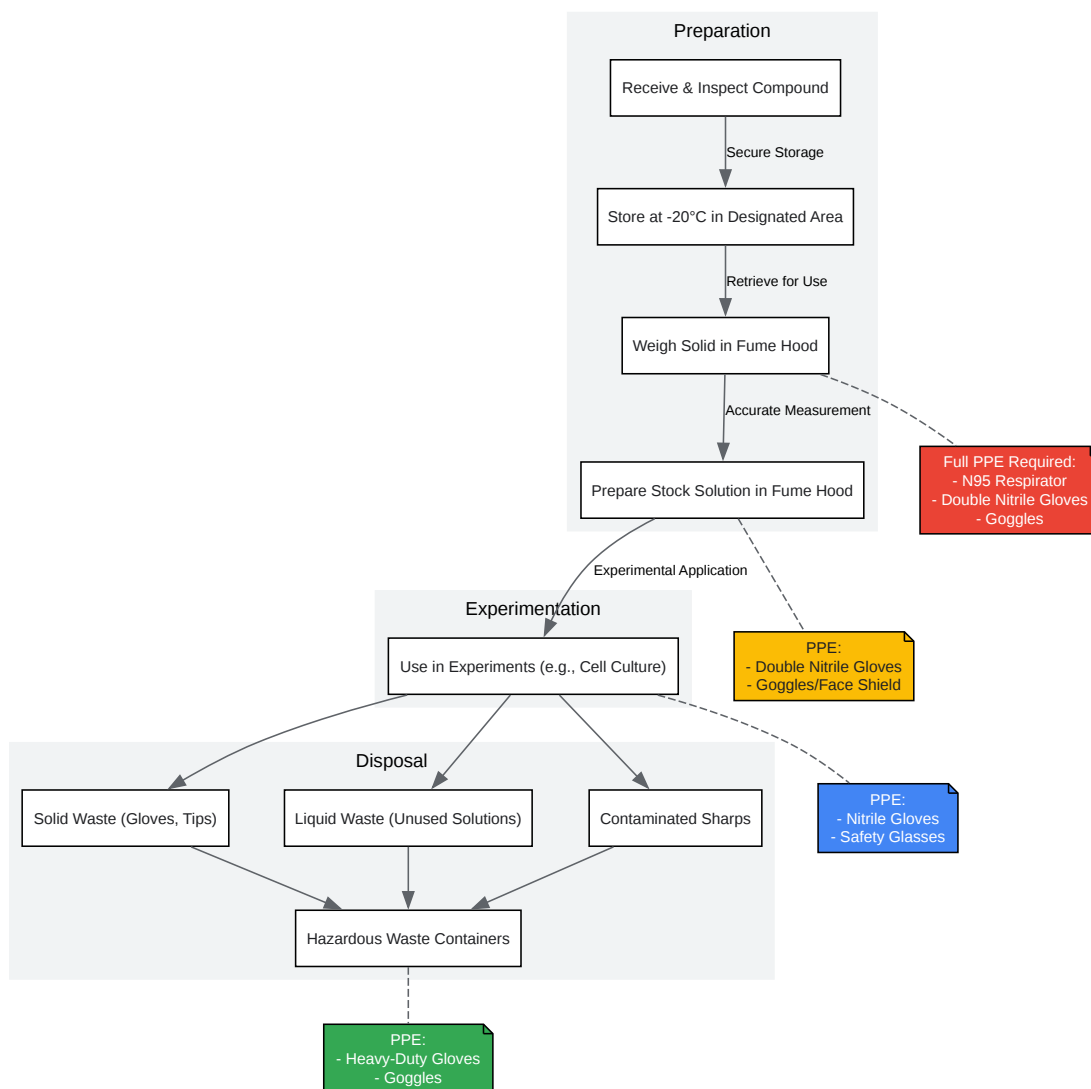 Preparation
Receive & Inspect Compound
Secure Storage
Store at -20°C in Designated Area
Retrieve for Use
Weigh Solid in Fume Hood
Accurate Measurement
Full PPE Required:
- N95 Respirator
- Double Nitrile Gloves
- Goggles
Prepare Stock Solution in Fume Hood
Experimental Application
Experimentation
PPE:
- Double Nitrile Gloves
- Goggles/Face Shield
Use in Experiments (e.g., Cell Culture)
Disposal
PPE:
- Nitrile Gloves
- Safety Glasses
Solid Waste (Gloves, Tips)
Liquid Waste (Unused Solutions)
Contaminated Sharps
Hazardous Waste Containers
PPE:
- Heavy-Duty Gloves
- Goggles